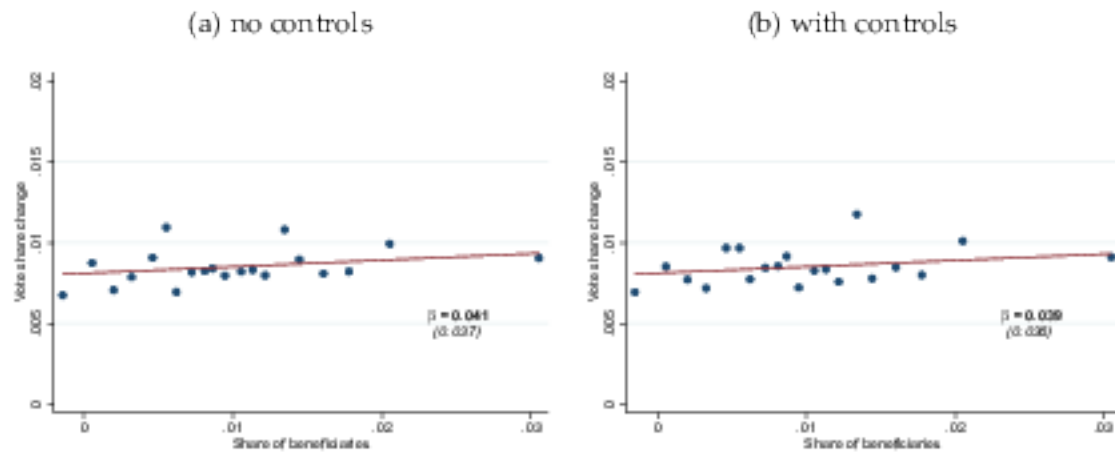 (a) no controls
.02
.015
.01
.005
0
Vote share change
β = 0.041
(0.037)
0 .01 .02 .03
Share of beneficiaries
(b) with controls
.02
.015
.01
.005
0
Vote share change
β = 0.039
(0.036)
0 .01 .02 .03
Share of beneficiaries